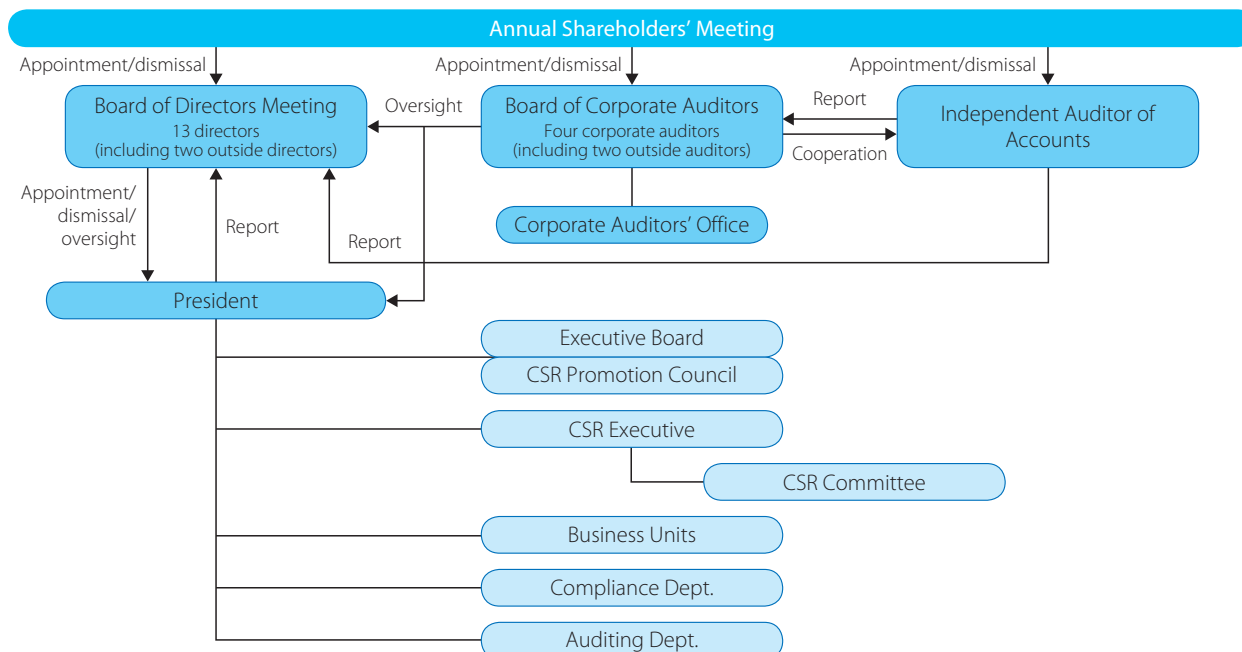 Annual Shareholders’ Meeting
Appointment/dismissal
Appointment/dismissal
Appointment/dismissal
Board of Directors Meeting
13 directors
(including two outside directors)
Oversight
Board of Corporate Auditors
Four corporate auditors
(including two outside auditors)
Report
Cooperation
Independent Auditor of
Accounts
Appointment/
dismissal/
oversight
Report
Report
Corporate Auditors’ Office
President
Executive Board
CSR Promotion Council
CSR Executive
CSR Committee
Business Units
Compliance Dept.
Auditing Dept.